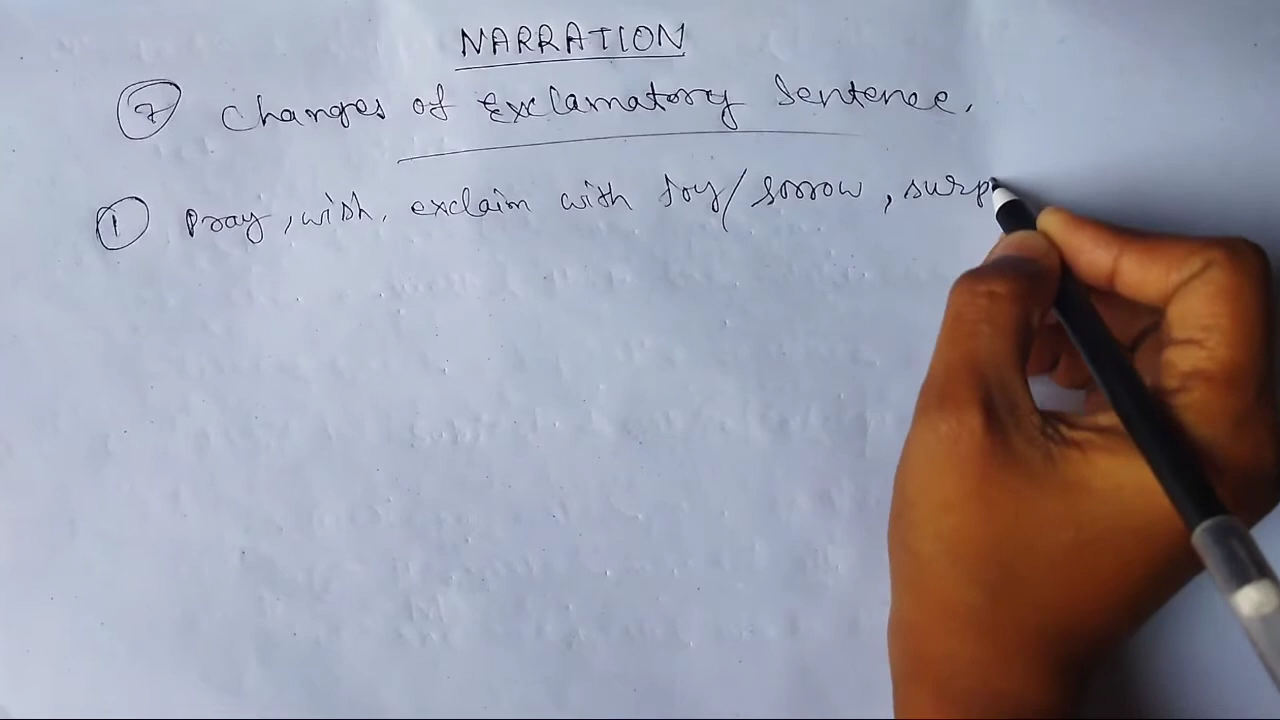 NARRATION
7 Changes of Exclamatory Sentence.
1 Pray, wish, exclaim with Joy/sorrow, surp